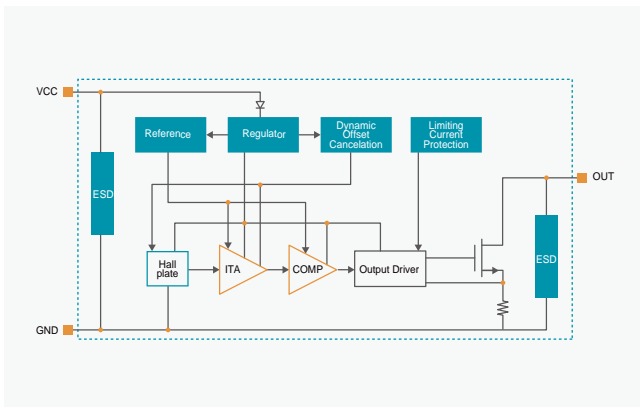 VCC
Reference
Regulator
Dynamic
Offset
Cancelation
Limiting
Current
Protection
ESD
OUT
ESD
Hall
plate
ITA
COMP
Output Driver
GND